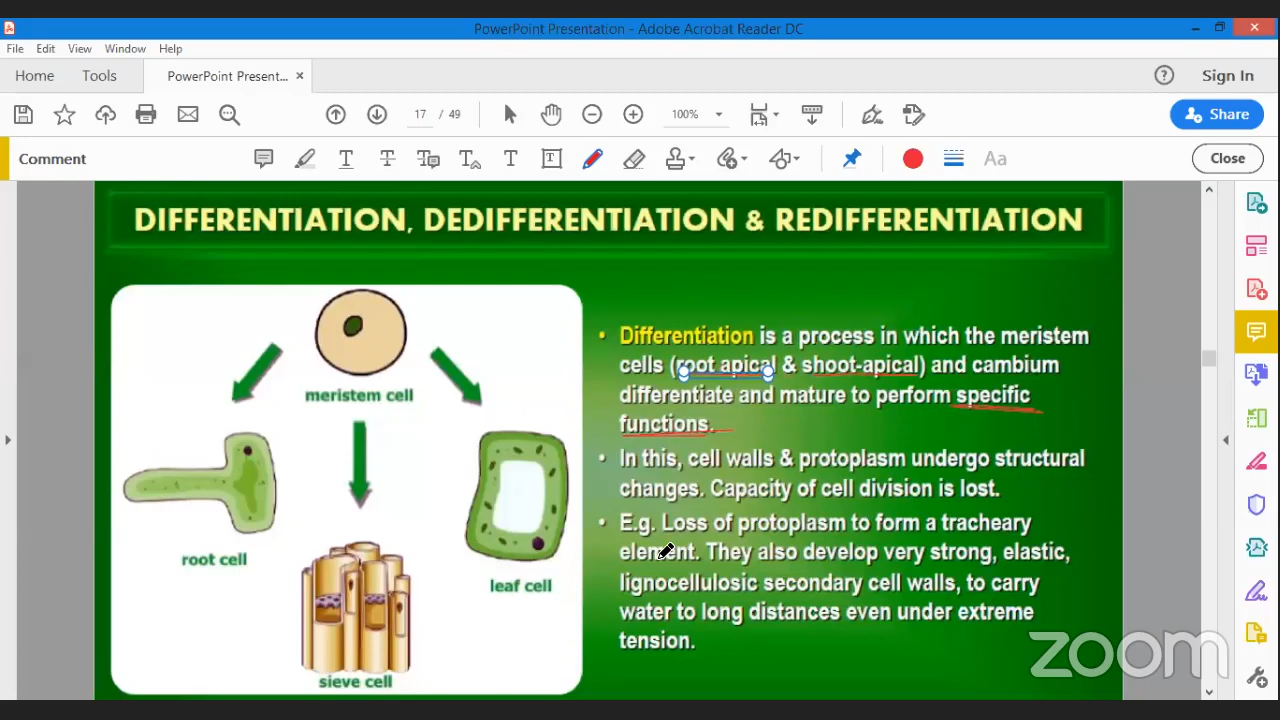 PowerPoint Presentation - Adobe Acrobat Reader DC
File Edit View Window Help
Home Tools PowerPoint Present... Sign In
17 / 49 100% Share
Comment Aa Close
DIFFERENTIATION, DEDIFFERENTIATION & REDIFFERENTIATION
meristem cell
root cell
leaf cell
sieve cell
• Differentiation is a process in which the meristem
cells (root apical & shoot-apical) and cambium
differentiate and mature to perform specific
functions.
• In this, cell walls & protoplasm undergo structural
changes. Capacity of cell division is lost.
• E.g. Loss of protoplasm to form a tracheary
element. They also develop very strong, elastic,
lignocellulosic secondary cell walls, to carry
water to long distances even under extreme
tension.
zoom